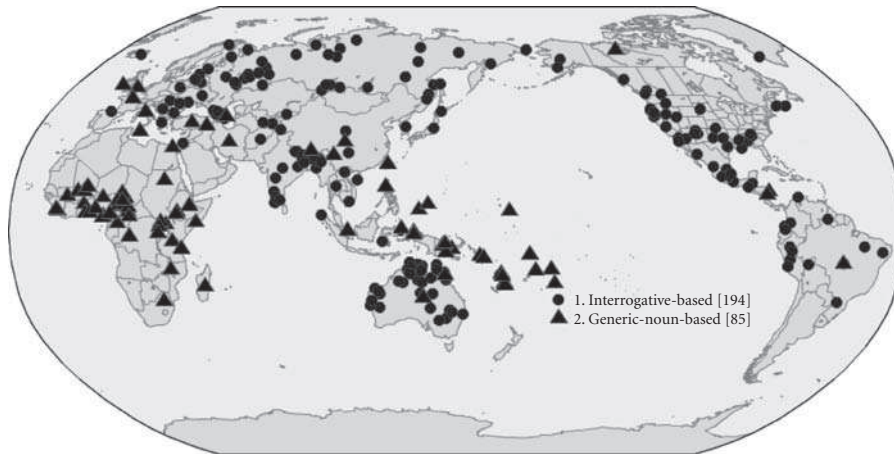 1. Interrogative-based [194]
2. Generic-noun-based [85]